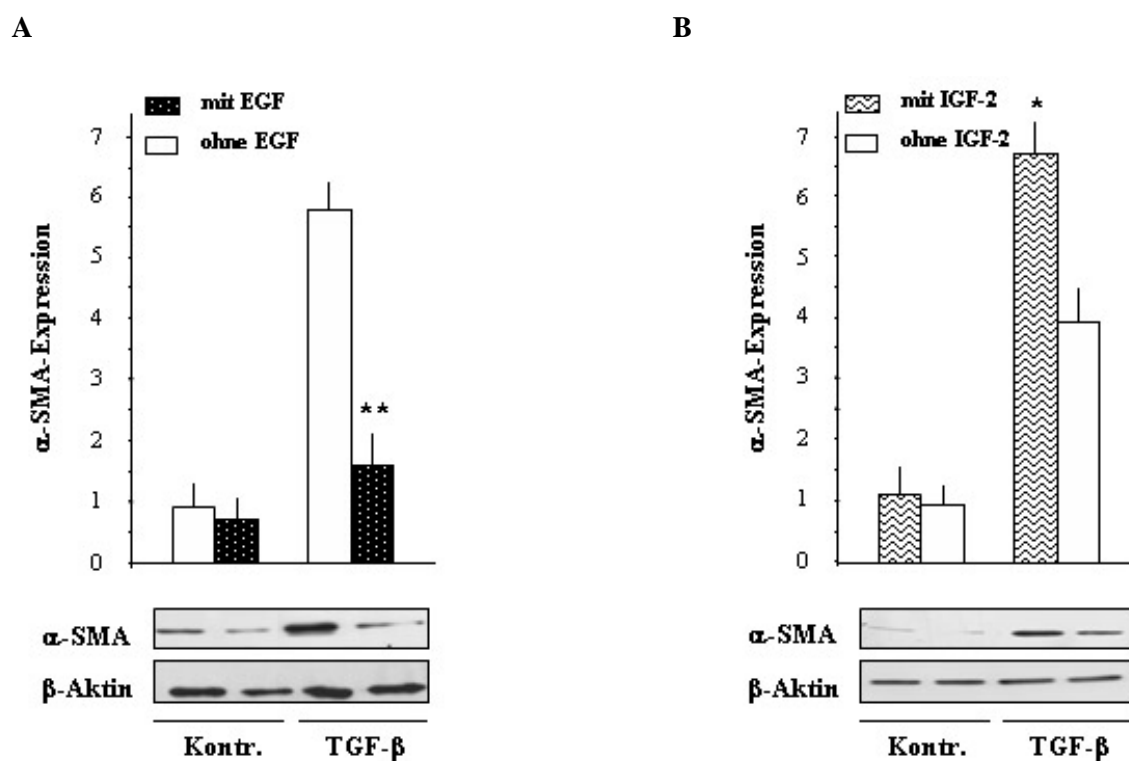 A
mit EGF
ohne EGF
7
6
5
4
3
2
1
0
α-SMA-Expression
**
α-SMA
β-Aktin
Kontr.
TGF-β
B
mit IGF-2
ohne IGF-2
*
7
6
5
4
3
2
1
0
α-SMA-Expression
α-SMA
β-Aktin
Kontr.
TGF-β